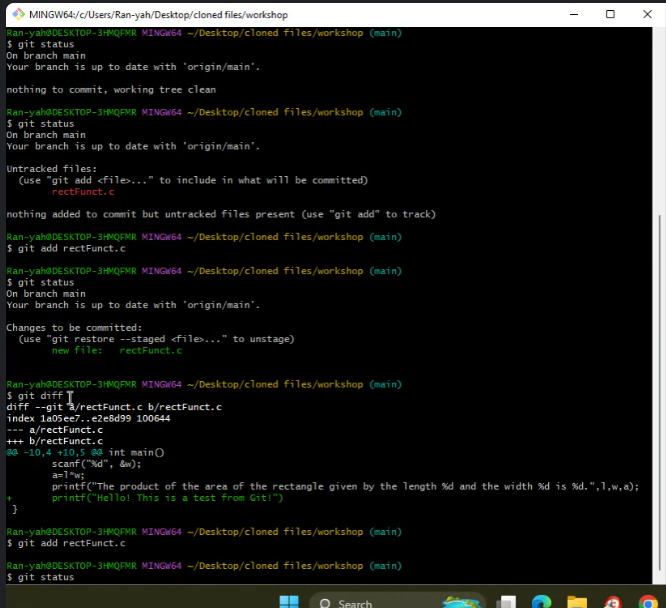 MINGW64:/c/Users/Ran-yah/Desktop/cloned files/workshop
Ran-yah@DESKTOP-3HMQFMR MINGW64 ~/Desktop/cloned files/workshop (main)
$ git status
On branch main
Your branch is up to date with 'origin/main'.
nothing to commit, working tree clean
Ran-yah@DESKTOP-3HMQFMR MINGW64 ~/Desktop/cloned files/workshop (main)
$ git status
On branch main
Your branch is up to date with 'origin/main'.
Untracked files:
  (use "git add <file>..." to include in what will be committed)
        rectFunct.c
nothing added to commit but untracked files present (use "git add" to track)
Ran-yah@DESKTOP-3HMQFMR MINGW64 ~/Desktop/cloned files/workshop (main)
$ git add rectFunct.c
Ran-yah@DESKTOP-3HMQFMR MINGW64 ~/Desktop/cloned files/workshop (main)
$ git status
On branch main
Your branch is up to date with 'origin/main'.
Changes to be committed:
  (use "git restore --staged <file>..." to unstage)
        new file:   rectFunct.c
Ran-yah@DESKTOP-3HMQFMR MINGW64 ~/Desktop/cloned files/workshop (main)
$ git diff
diff --git a/rectFunct.c b/rectFunct.c
index 1a05ee7..e2e8d99 100644
--- a/rectFunct.c
+++ b/rectFunct.c
@@ -10,4 +10,5 @@ int main()
        scanf("%d", &w);
        a=l*w;
        printf("The product of the area of the rectangle given by the length %d and the width %d is %d.",l,w,a);
+       printf("Hello! This is a test from Git!")
 }
Ran-yah@DESKTOP-3HMQFMR MINGW64 ~/Desktop/cloned files/workshop (main)
$ git add rectFunct.c
Ran-yah@DESKTOP-3HMQFMR MINGW64 ~/Desktop/cloned files/workshop (main)
$ git status
Search